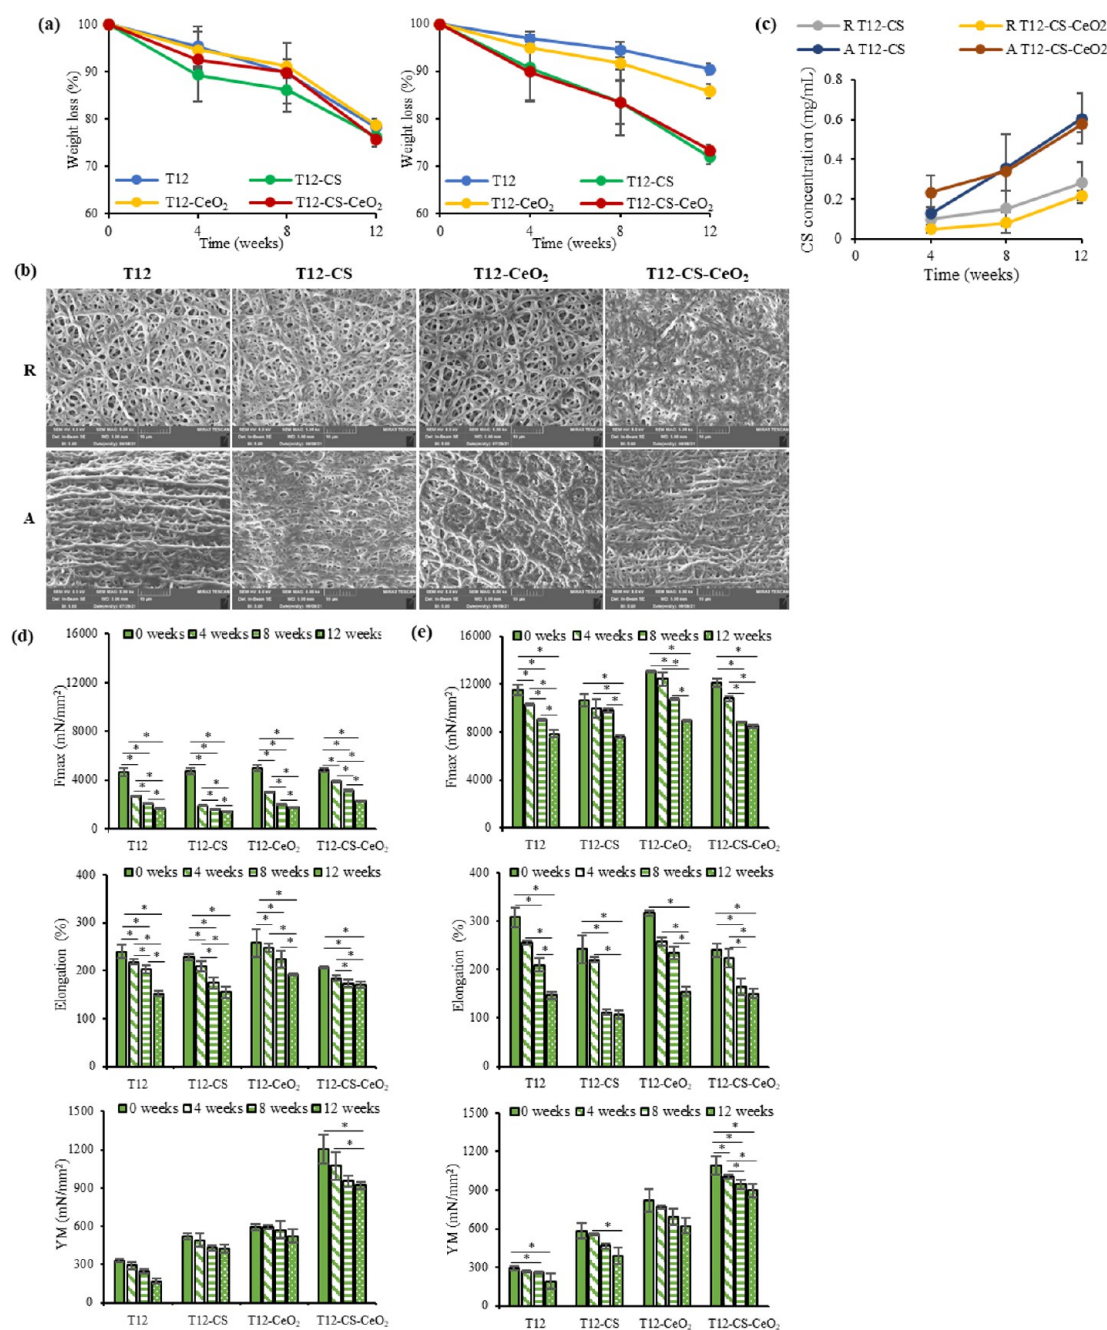 (a)
Weight loss (%)
100
90
80
70
60
T12
T12-CS
T12-CeO₂
T12-CS-CeO₂
0
4
8
12
Time (weeks)
Weight loss (%)
100
90
80
70
60
T12
T12-CS
T12-CeO₂
T12-CS-CeO₂
0
4
8
12
Time (weeks)
(c)
R T12-CS
R T12-CS-CeO2
A T12-CS
A T12-CS-CeO2
CS concentration (mg/mL)
0.8
0.6
0.4
0.2
0
0
4
8
12
Time (weeks)
(b)
T12
T12-CS
T12-CeO₂
T12-CS-CeO₂
R
A
(d)
0 weeks
4 weeks
8 weeks
12 weeks
Fmax (mN/mm²)
16000
12000
8000
4000
0
* * * * * *
* * * * * *
* * * * * *
* * * * * *
T12
T12-CS
T12-CeO₂
T12-CS-CeO₂
0 weeks
4 weeks
8 weeks
12 weeks
Elongation (%)
400
300
200
100
0
T12
T12-CS
T12-CeO₂
T12-CS-CeO₂
0 weeks
4 weeks
8 weeks
12 weeks
YM (mN/mm²)
1500
1200
900
600
300
0
* *
T12
T12-CS
T12-CeO₂
T12-CS-CeO₂
(e)
0 weeks
4 weeks
8 weeks
12 weeks
Fmax (mN/mm²)
16000
12000
8000
4000
0
T12
T12-CS
T12-CeO₂
T12-CS-CeO₂
0 weeks
4 weeks
8 weeks
12 weeks
Elongation (%)
400
300
200
100
0
T12
T12-CS
T12-CeO₂
T12-CS-CeO₂
0 weeks
4 weeks
8 weeks
12 weeks
YM (mN/mm²)
1500
1200
900
600
300
0
T12
T12-CS
T12-CeO₂
T12-CS-CeO₂